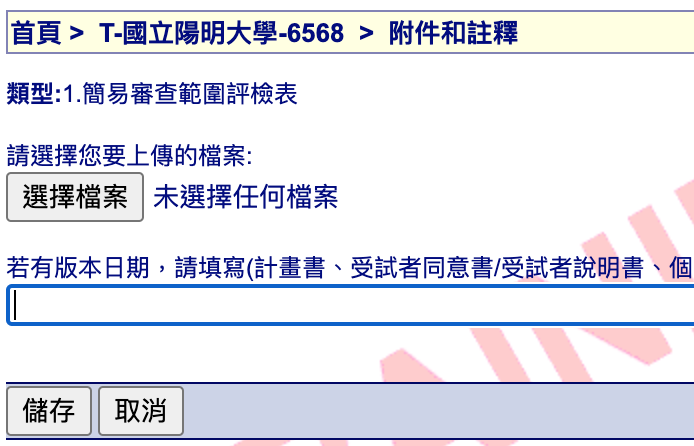 首頁 > T-國立陽明大學-6568 > 附件和註釋
類型:1.簡易審查範圍評檢表
請選擇您要上傳的檔案:
選擇檔案 未選擇任何檔案
若有版本日期，請填寫(計畫書、受試者同意書/受試者說明書、個
儲存 取消